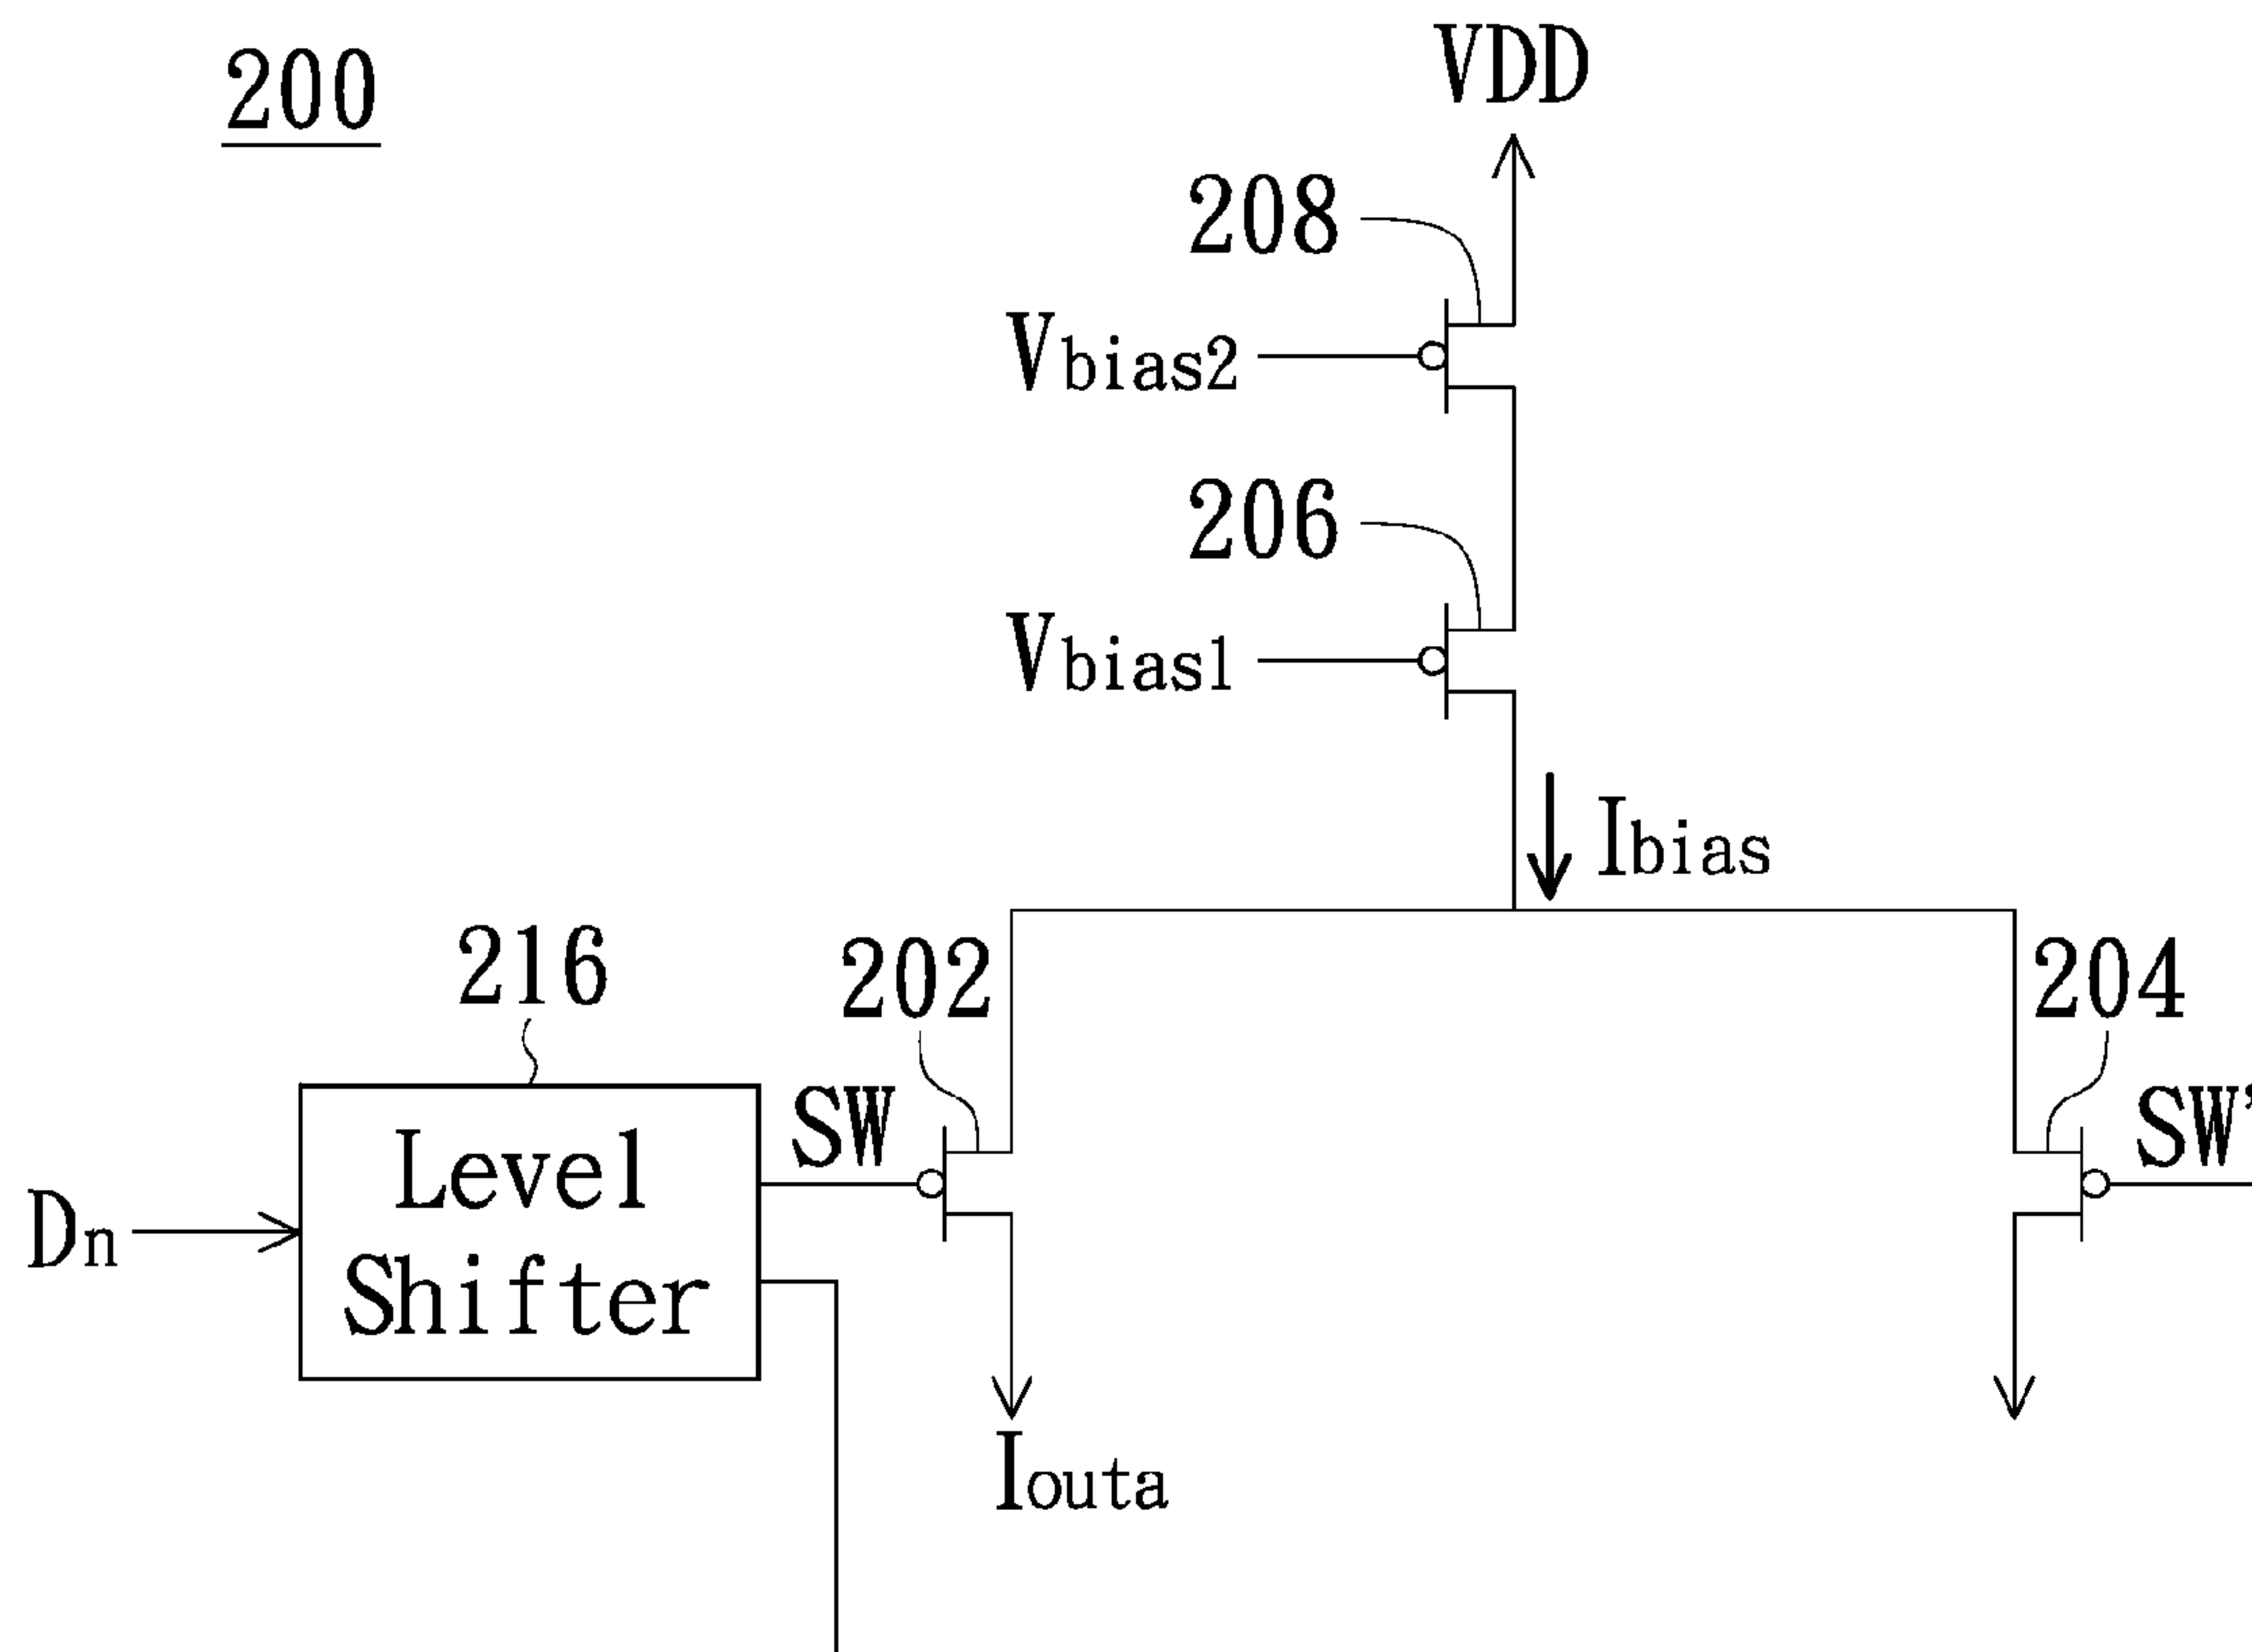 200
VDD
208
Vbias2
206
Vbias1
Ibias
216
202
204
SW
SW'
Level
Shifter
Dn
Iouta